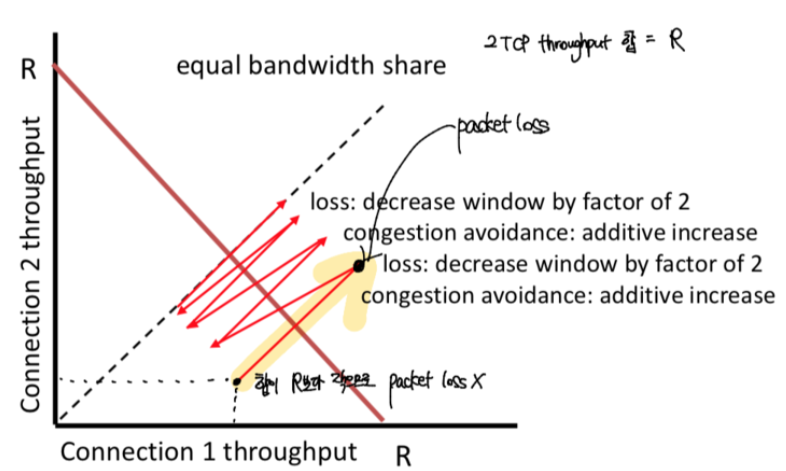 2 TCP throughput 합 = R
R
equal bandwidth share
packet loss
loss: decrease window by factor of 2
congestion avoidance: additive increase
loss: decrease window by factor of 2
congestion avoidance: additive increase
Connection 2 throughput
합이 R보다 작으므로 packet loss X
Connection 1 throughput
R